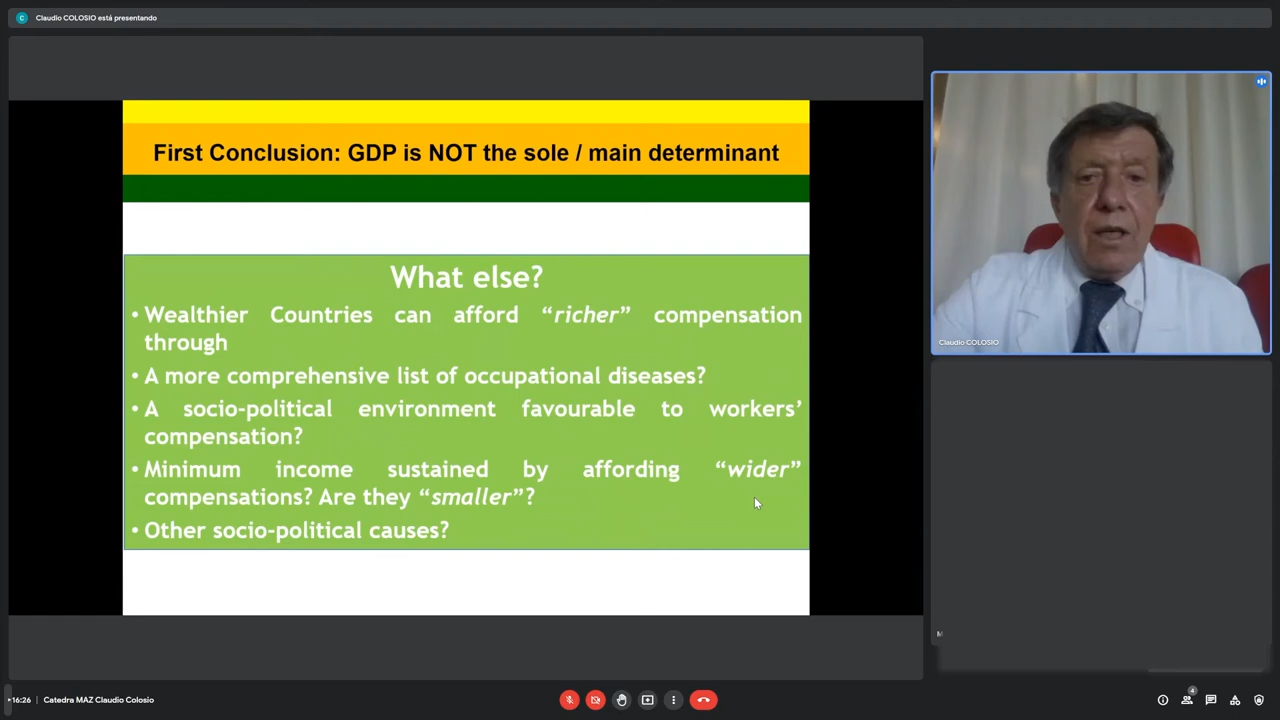 C Claudio COLOSIO está presentando
First Conclusion: GDP is NOT the sole / main determinant
What else?
• Wealthier Countries can afford “richer” compensation
through
• A more comprehensive list of occupational diseases?
• A socio-political environment favourable to workers’
compensation?
• Minimum income sustained by affording “wider”
compensations? Are they “smaller”?
• Other socio-political causes?
Claudio COLOSIO
M
16:26 | Catedra MAZ Claudio Colosio
4